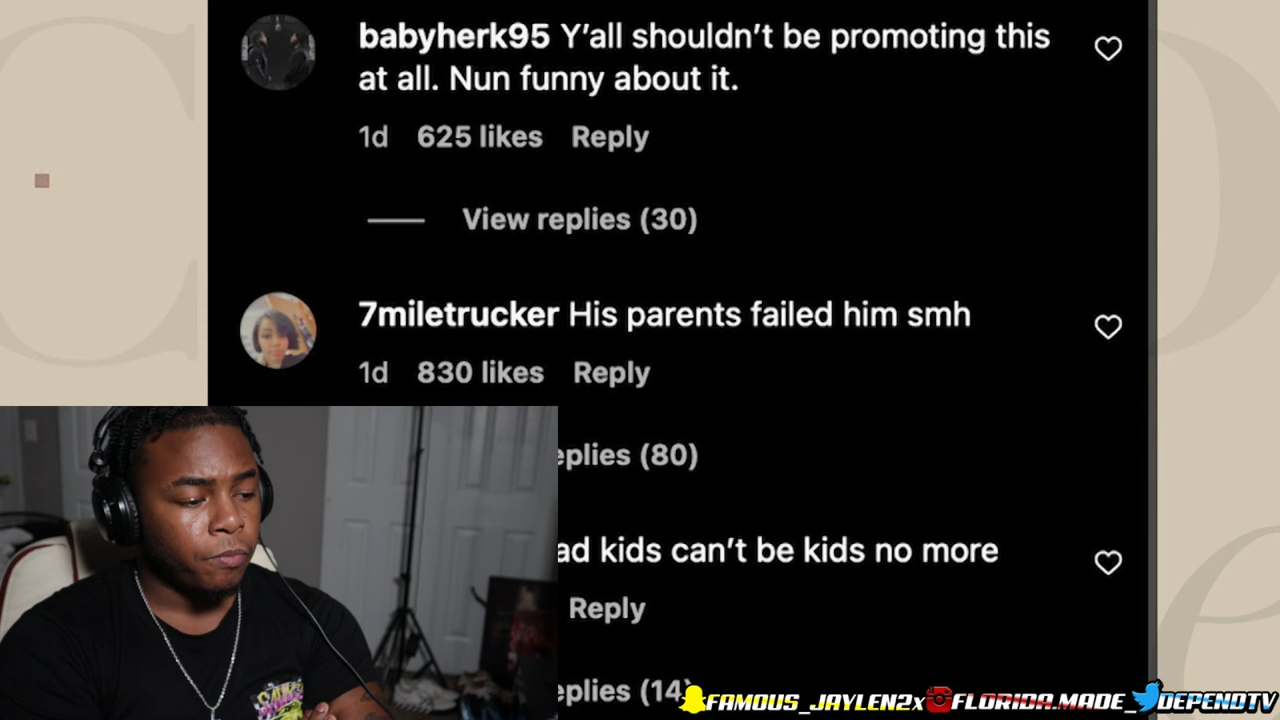 babyherk95 Y'all shouldn't be promoting this
at all. Nun funny about it.
1d 625 likes Reply
View replies (30)
7miletrucker His parents failed him smh
1d 830 likes Reply
eplies (80)
ad kids can't be kids no more
Reply
eplies (14)
FAMOUS_JAYLEN2x FLORIDA.MADE_ DEPENDTV